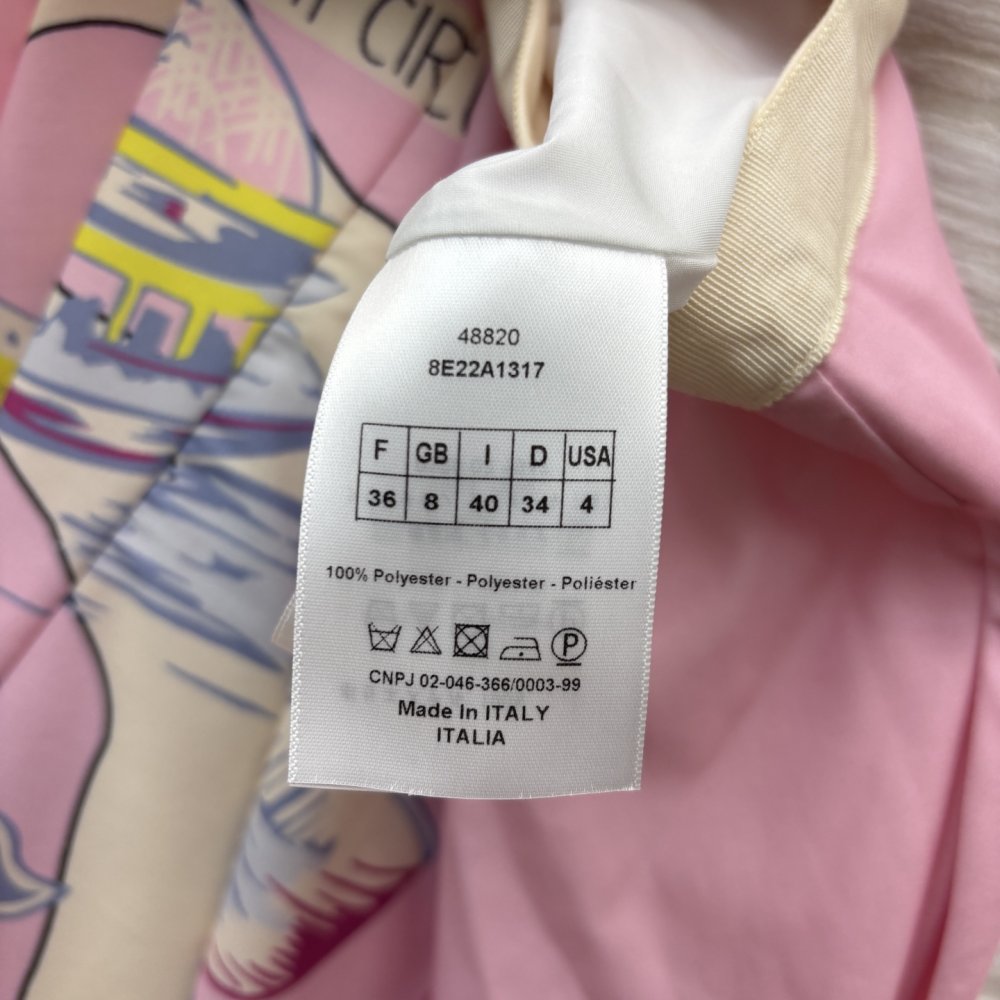 CIR
48820
8E22A1317
F GB I D USA
36 8 40 34 4
100% Polyester - Polyester - Poliéster
CNPJ 02-046-366/0003-99
Made In ITALY
ITALIA